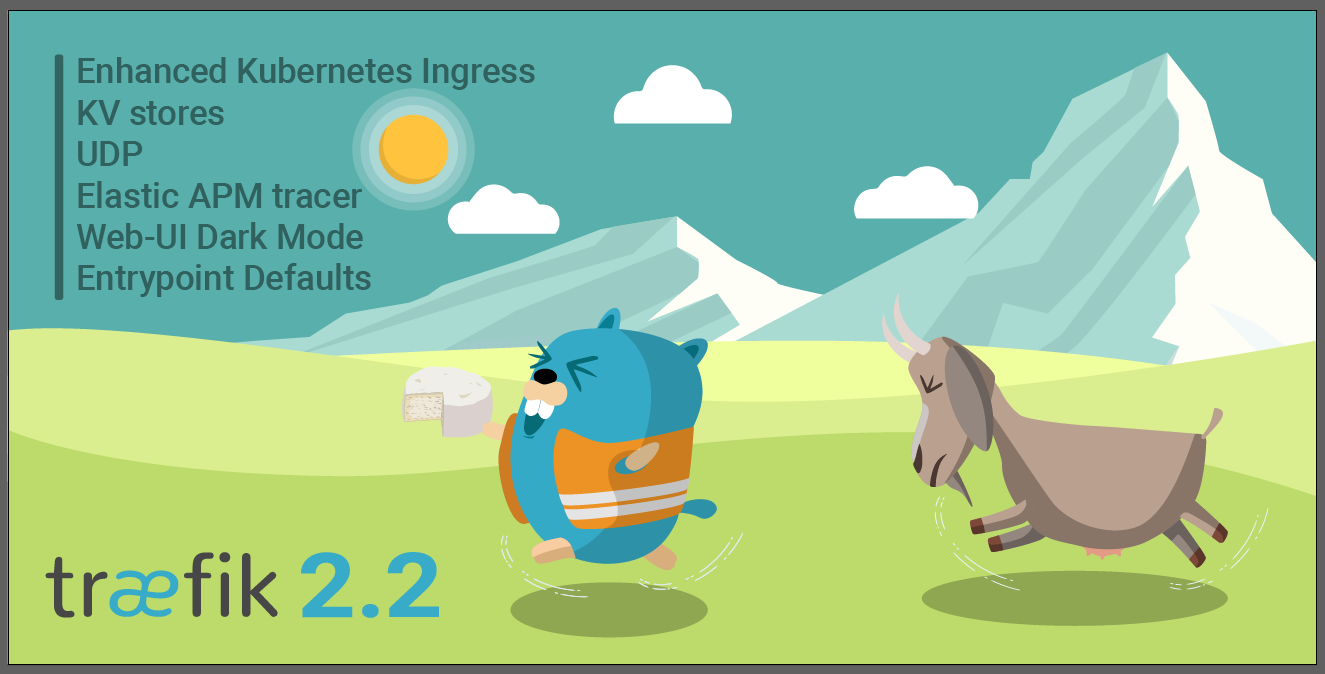 Enhanced Kubernetes Ingress
KV stores
UDP
Elastic APM tracer
Web-UI Dark Mode
Entrypoint Defaults
træfik 2.2